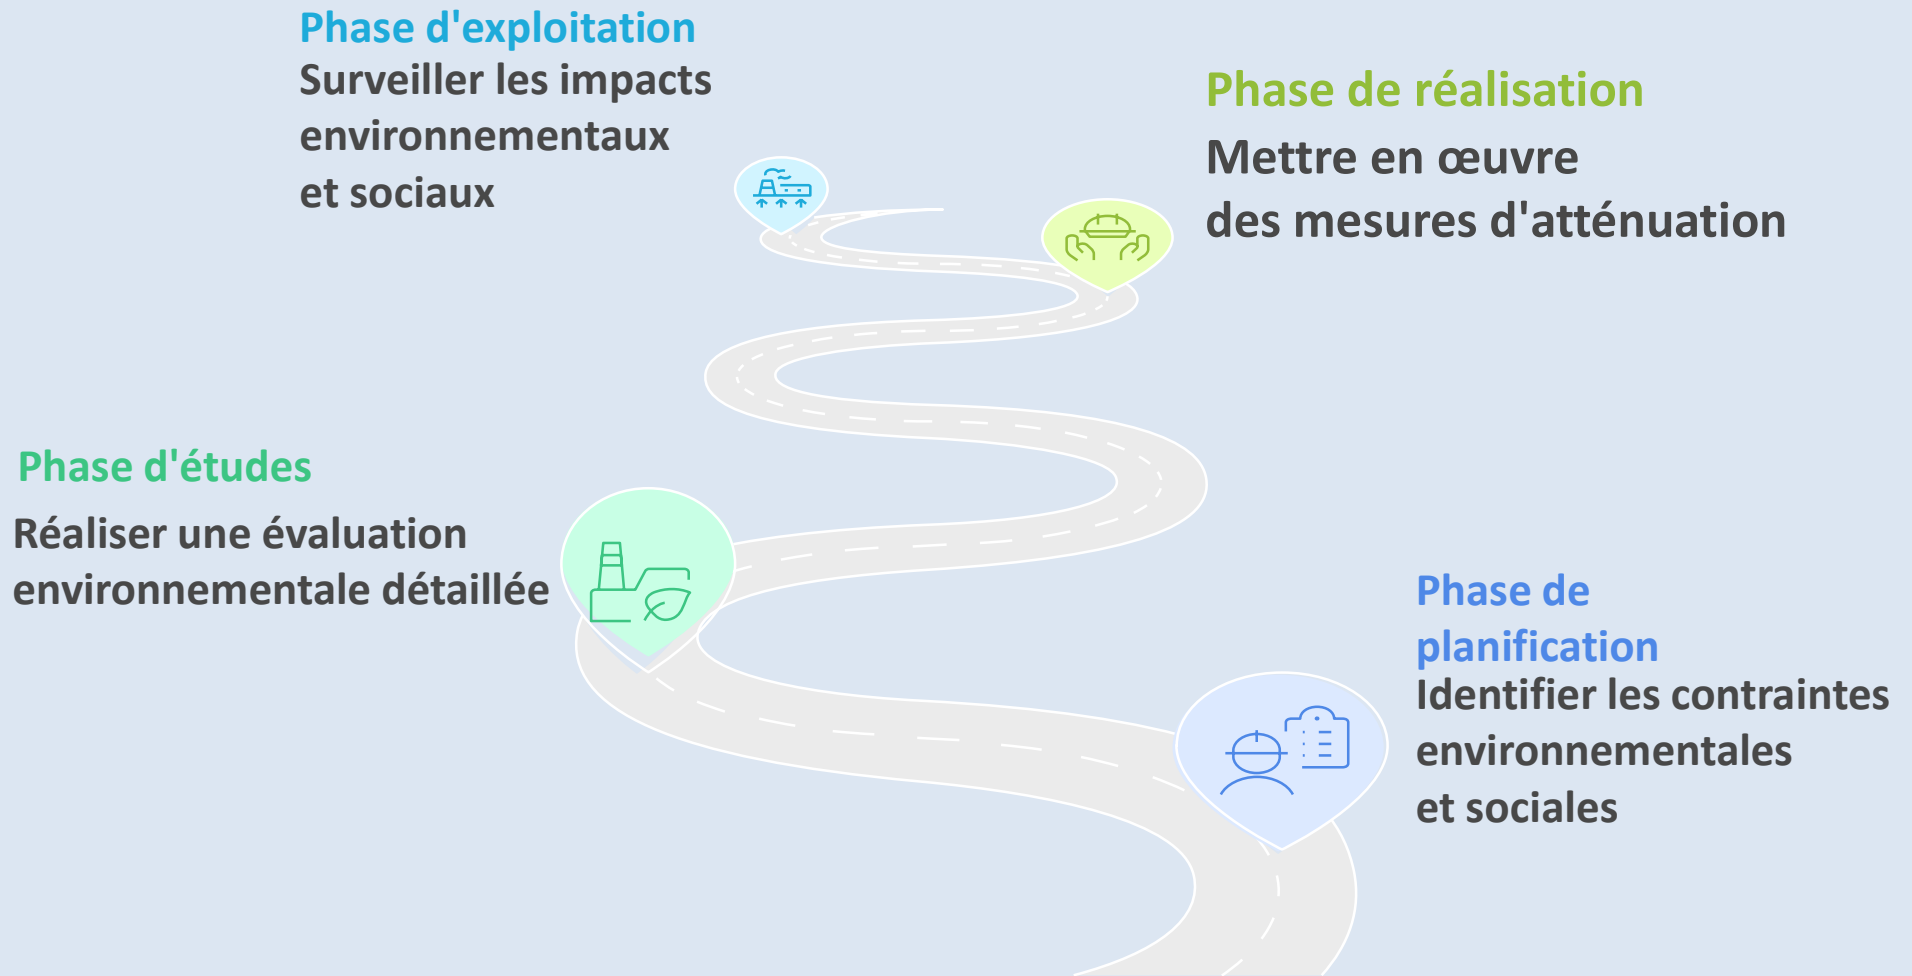 Phase d'exploitation
Surveiller les impacts
environnementaux
et sociaux
Phase de réalisation
Mettre en œuvre
des mesures d'atténuation
Phase d'études
Réaliser une évaluation
environnementale détaillée
Phase de
planification
Identifier les contraintes
environnementales
et sociales